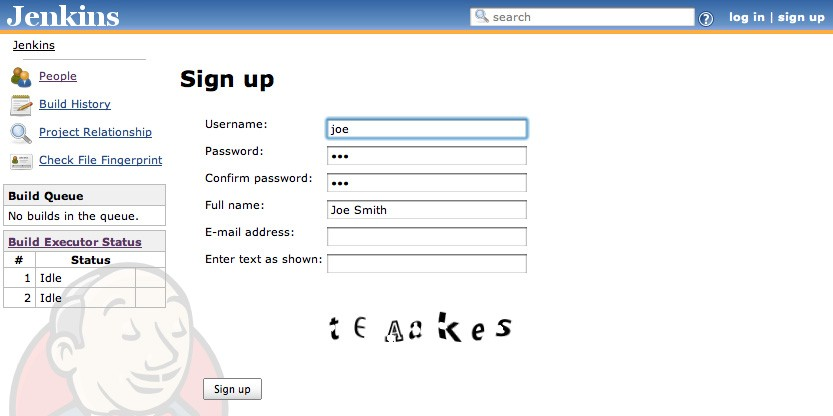 Jenkins
search
? log in | sign up
Jenkins
People
Build History
Project Relationship
Check File Fingerprint
Build Queue
No builds in the queue.
Build Executor Status
# Status
1 Idle
2 Idle
Sign up
Username: joe
Password: •••
Confirm password: •••
Full name: Joe Smith
E-mail address:
Enter text as shown:
Sign up